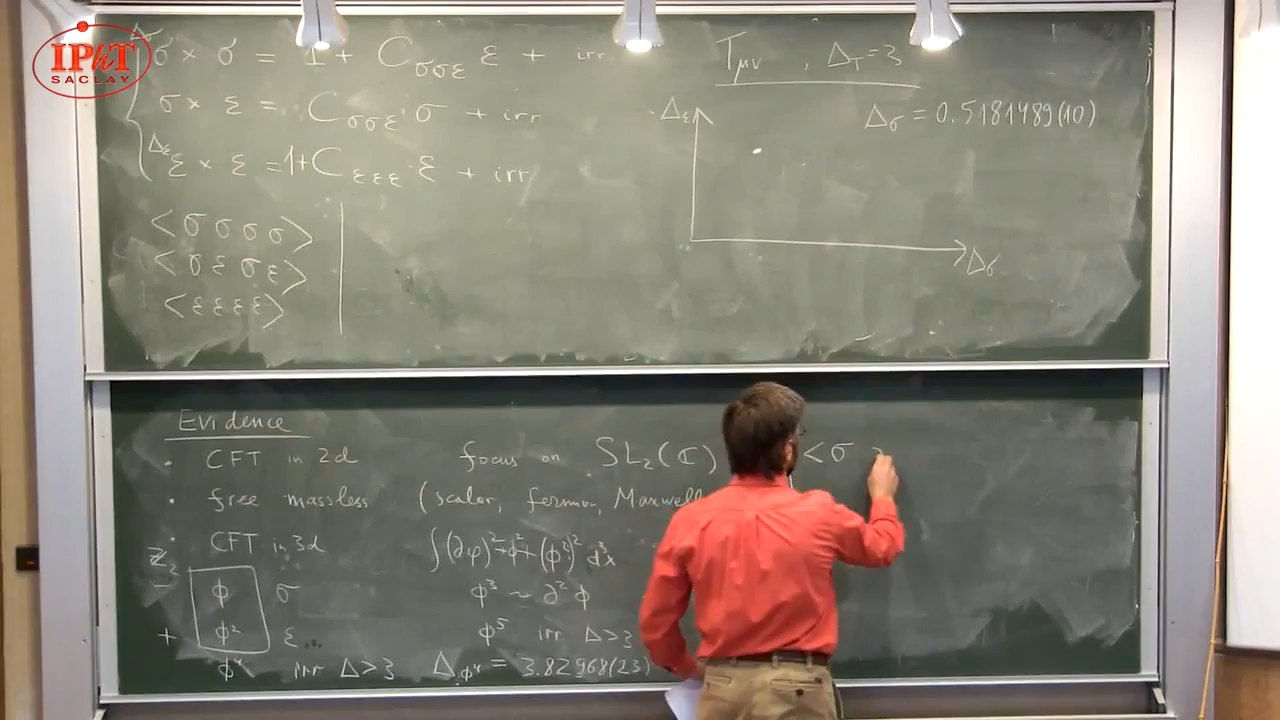 IPhT
SACLAY
Δσ
σ × σ = 1 + C_σσε ε + irr
σ × ε = C_σσε σ + irr
Δε
ε × ε = 1 + C_εεε · ε + irr
<σσσσ>
<σεσε>
<εεεε>
T_μν , Δ_T = 3
Δε
Δσ = 0.5181489(10)
Δσ
Evidence
· CFT in 2d focus on SL₂(ℂ) <σ
· free massless (scalar, fermion, Maxwell
CFT in 3d ∫(∂φ)²+φ²+(φ²)² d³x
ℤ₂
− φ σ φ³ ~ ∂²φ
+ φ² ε .. φ⁵ irr Δ>3
φ⁴ irr Δ>3 Δ_φ⁴ = 3.82968(23)